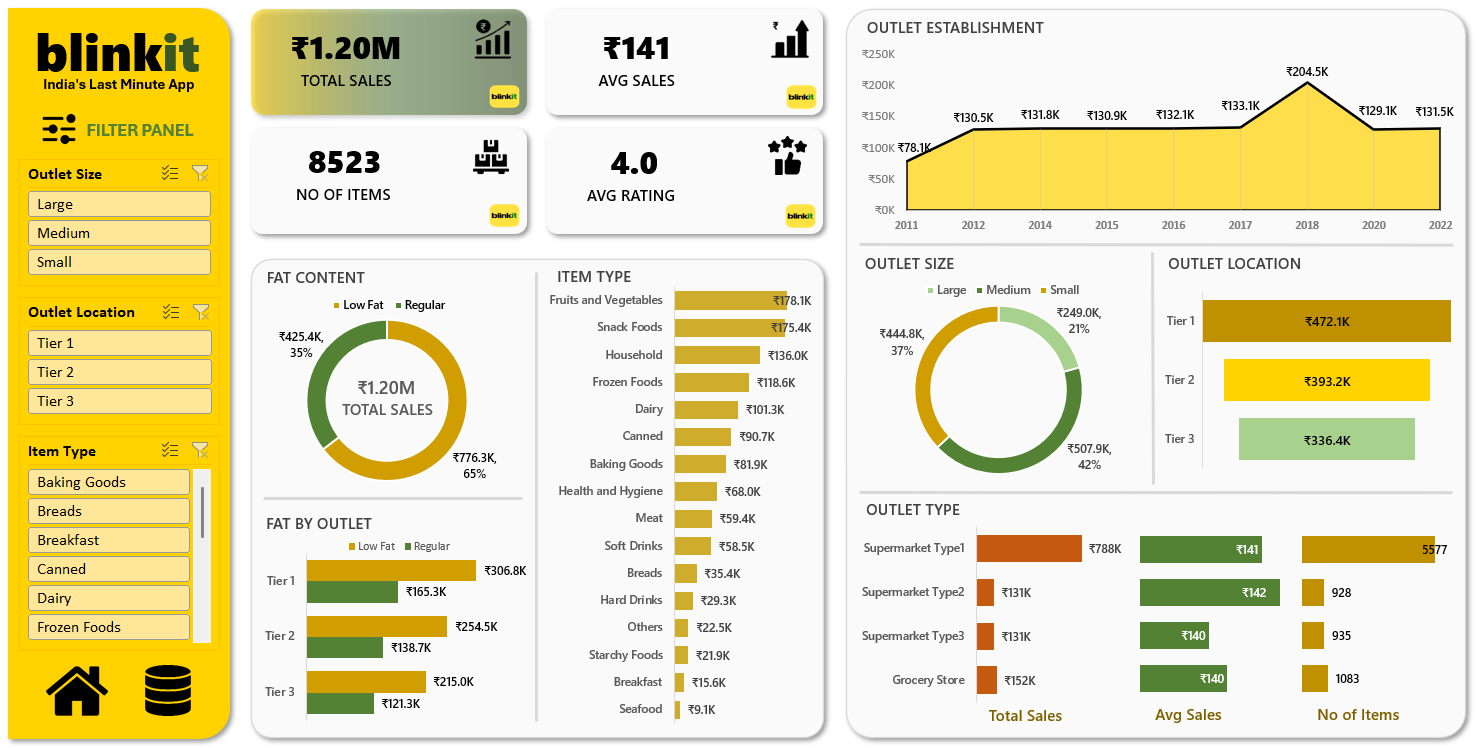 blinkit
India's Last Minute App
FILTER PANEL
Outlet Size
Large
Medium
Small
Outlet Location
Tier 1
Tier 2
Tier 3
Item Type
Baking Goods
Breads
Breakfast
Canned
Dairy
Frozen Foods
₹1.20M
TOTAL SALES
blinkit
₹
₹141
AVG SALES
₹
blinkit
8523
NO OF ITEMS
blinkit
4.0
AVG RATING
blinkit
FAT CONTENT
Low Fat Regular
₹425.4K,
35%
₹1.20M
TOTAL SALES
₹776.3K,
65%
FAT BY OUTLET
Low Fat Regular
Tier 1 ₹306.8K
₹165.3K
Tier 2 ₹254.5K
₹138.7K
Tier 3 ₹215.0K
₹121.3K
ITEM TYPE
Fruits and Vegetables ₹178.1K
Snack Foods ₹175.4K
Household ₹136.0K
Frozen Foods ₹118.6K
Dairy ₹101.3K
Canned ₹90.7K
Baking Goods ₹81.9K
Health and Hygiene ₹68.0K
Meat ₹59.4K
Soft Drinks ₹58.5K
Breads ₹35.4K
Hard Drinks ₹29.3K
Others ₹22.5K
Starchy Foods ₹21.9K
Breakfast ₹15.6K
Seafood ₹9.1K
OUTLET ESTABLISHMENT
₹250K
₹200K
₹150K
₹100K
₹50K
₹0K
₹78.1K ₹130.5K ₹131.8K ₹130.9K ₹132.1K ₹133.1K ₹204.5K ₹129.1K ₹131.5K
2011 2012 2014 2015 2016 2017 2018 2020 2022
OUTLET SIZE
Large Medium Small
₹249.0K,
21%
₹444.8K,
37%
₹507.9K,
42%
OUTLET LOCATION
Tier 1 ₹472.1K
Tier 2 ₹393.2K
Tier 3 ₹336.4K
OUTLET TYPE
Supermarket Type1 ₹788K ₹141 5577
Supermarket Type2 ₹131K ₹142 928
Supermarket Type3 ₹131K ₹140 935
Grocery Store ₹152K ₹140 1083
Total Sales Avg Sales No of Items